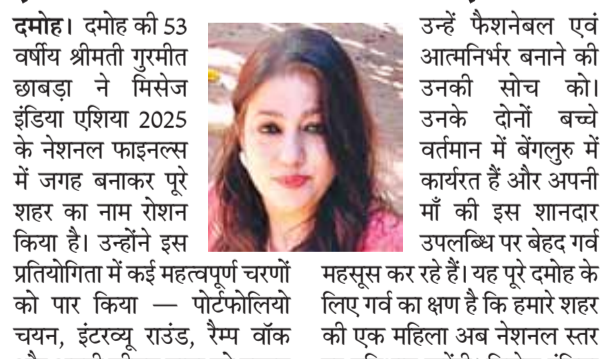 दमोह। दमोह की 53
वर्षीय श्रीमती गुरमीत
छाबड़ा ने मिसेज
इंडिया एशिया 2025
के नेशनल फाइनल्स
में जगह बनाकर पूरे
शहर का नाम रोशन
किया है। उन्होंने इस
प्रतियोगिता में कई महत्वपूर्ण चरणों
को पार किया — पोर्टफोलियो
चयन, इंटरव्यू राउंड, रैम्प वॉक
उन्हें फैशनेबल एवं
आत्मनिर्भर बनाने की
उनकी सोच को।
उनके दोनों बच्चे
वर्तमान में बेंगलुरु में
कार्यरत हैं और अपनी
माँ की इस शानदार
उपलब्धि पर बेहद गर्व
महसूस कर रहे हैं। यह पूरे दमोह के
लिए गर्व का क्षण है कि हमारे शहर
की एक महिला अब नेशनल स्तर